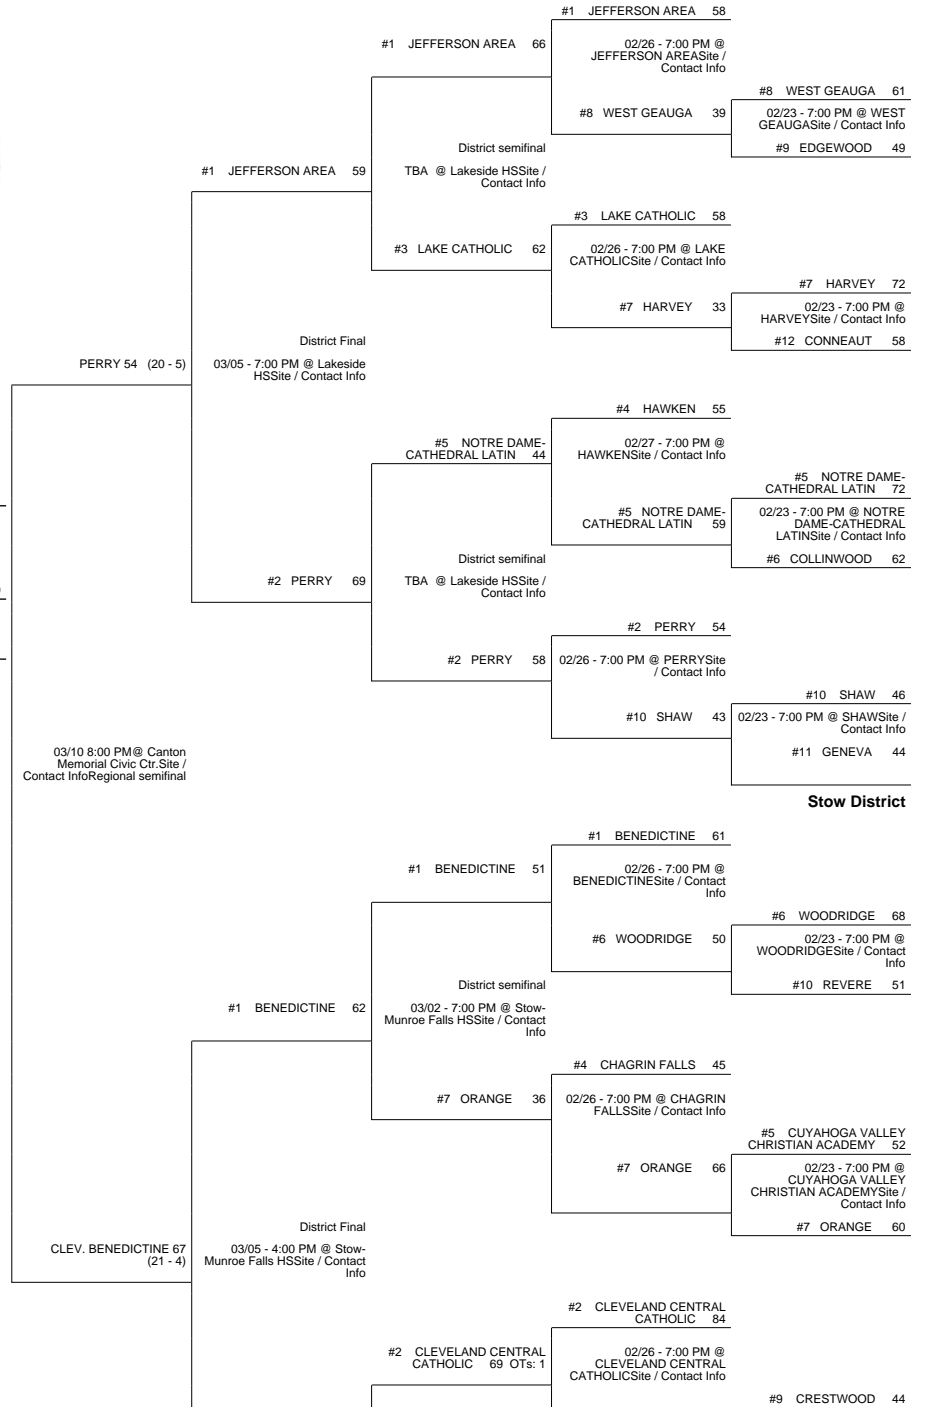 #1 JEFFERSON AREA 58
#1 JEFFERSON AREA 66
02/26 - 7:00 PM @
JEFFERSON AREASite /
Contact Info
#8 WEST GEAUGA 61
#8 WEST GEAUGA 39
02/23 - 7:00 PM @ WEST
GEAUGASite / Contact Info
District semifinal
#9 EDGEWOOD 49
#1 JEFFERSON AREA 59
TBA @ Lakeside HSSite /
Contact Info
#3 LAKE CATHOLIC 58
#3 LAKE CATHOLIC 62
02/26 - 7:00 PM @ LAKE
CATHOLICSite / Contact Info
#7 HARVEY 72
#7 HARVEY 33
02/23 - 7:00 PM @
HARVEYSite / Contact Info
District Final
#12 CONNEAUT 58
PERRY 54 (20 - 5)
03/05 - 7:00 PM @ Lakeside
HSSite / Contact Info
#4 HAWKEN 55
#5 NOTRE DAME-
CATHEDRAL LATIN 44
02/27 - 7:00 PM @
HAWKENSite / Contact Info
#5 NOTRE DAME-
CATHEDRAL LATIN 72
#5 NOTRE DAME-
CATHEDRAL LATIN 59
02/23 - 7:00 PM @ NOTRE
DAME-CATHEDRAL
LATINSite / Contact Info
District semifinal
#6 COLLINWOOD 62
#2 PERRY 69
TBA @ Lakeside HSSite /
Contact Info
#2 PERRY 54
#2 PERRY 58
02/26 - 7:00 PM @ PERRYSite
/ Contact Info
#10 SHAW 46
#10 SHAW 43
02/23 - 7:00 PM @ SHAWSite /
Contact Info
03/10 8:00 PM@ Canton
Memorial Civic Ctr.Site /
Contact InfoRegional semifinal
#11 GENEVA 44
Stow District
#1 BENEDICTINE 61
#1 BENEDICTINE 51
02/26 - 7:00 PM @
BENEDICTINESite / Contact
Info
#6 WOODRIDGE 68
#6 WOODRIDGE 50
02/23 - 7:00 PM @
WOODRIDGESite / Contact
Info
District semifinal
#10 REVERE 51
#1 BENEDICTINE 62
03/02 - 7:00 PM @ Stow-
Munroe Falls HSSite / Contact
Info
#4 CHAGRIN FALLS 45
#7 ORANGE 36
02/26 - 7:00 PM @ CHAGRIN
FALLSSite / Contact Info
#5 CUYAHOGA VALLEY
CHRISTIAN ACADEMY 52
#7 ORANGE 66
02/23 - 7:00 PM @
CUYAHOGA VALLEY
CHRISTIAN ACADEMYSite /
Contact Info
District Final
#7 ORANGE 60
CLEV. BENEDICTINE 67
(21 - 4)
03/05 - 4:00 PM @ Stow-
Munroe Falls HSSite / Contact
Info
#2 CLEVELAND CENTRAL
CATHOLIC 84
#2 CLEVELAND CENTRAL
CATHOLIC 69 OTs: 1
02/26 - 7:00 PM @
CLEVELAND CENTRAL
CATHOLICSite / Contact Info
#9 CRESTWOOD 44